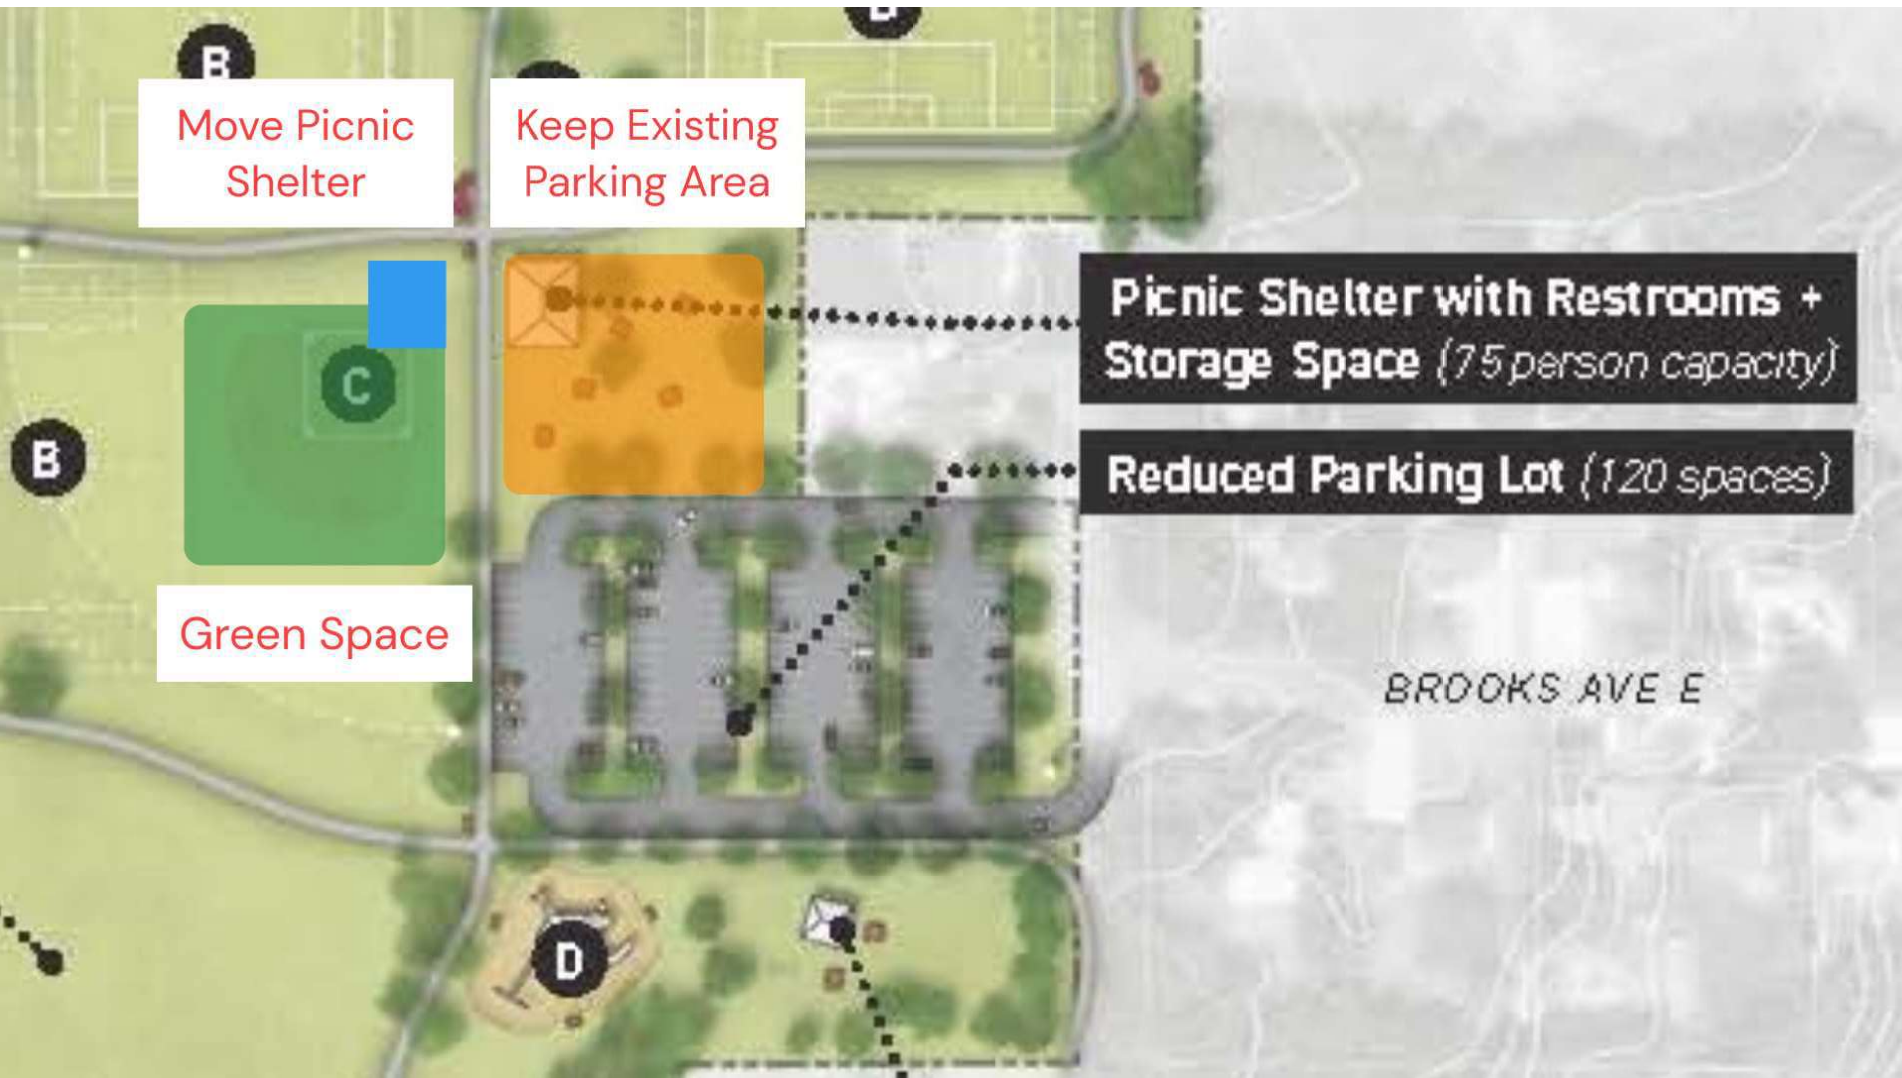 B
D
Move Picnic
Shelter
Keep Existing
Parking Area
Picnic Shelter with Restrooms +
Storage Space (75 person capacity)
C
B
Reduced Parking Lot (120 spaces)
Green Space
BROOKS AVE E
D